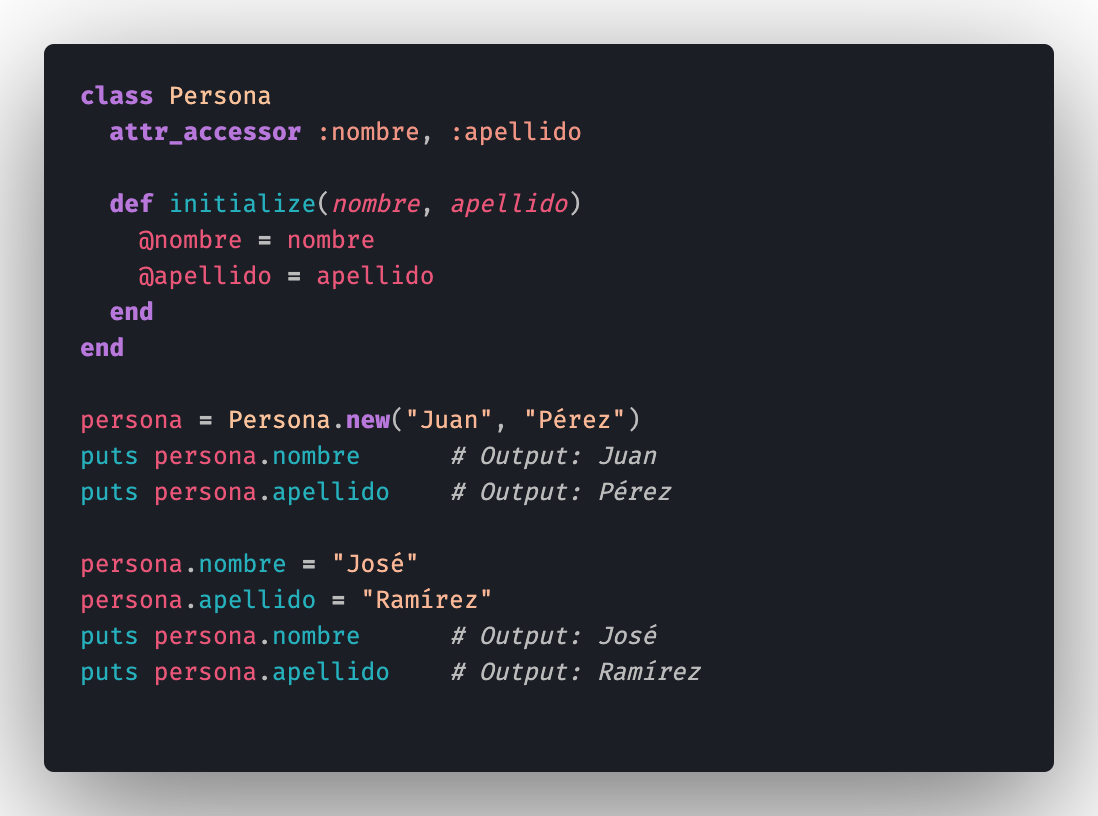 class Persona
  attr_accessor :nombre, :apellido

  def initialize(nombre, apellido)
    @nombre = nombre
    @apellido = apellido
  end
end

persona = Persona.new("Juan", "Pérez")
puts persona.nombre      # Output: Juan
puts persona.apellido    # Output: Pérez

persona.nombre = "José"
persona.apellido = "Ramírez"
puts persona.nombre      # Output: José
puts persona.apellido    # Output: Ramírez